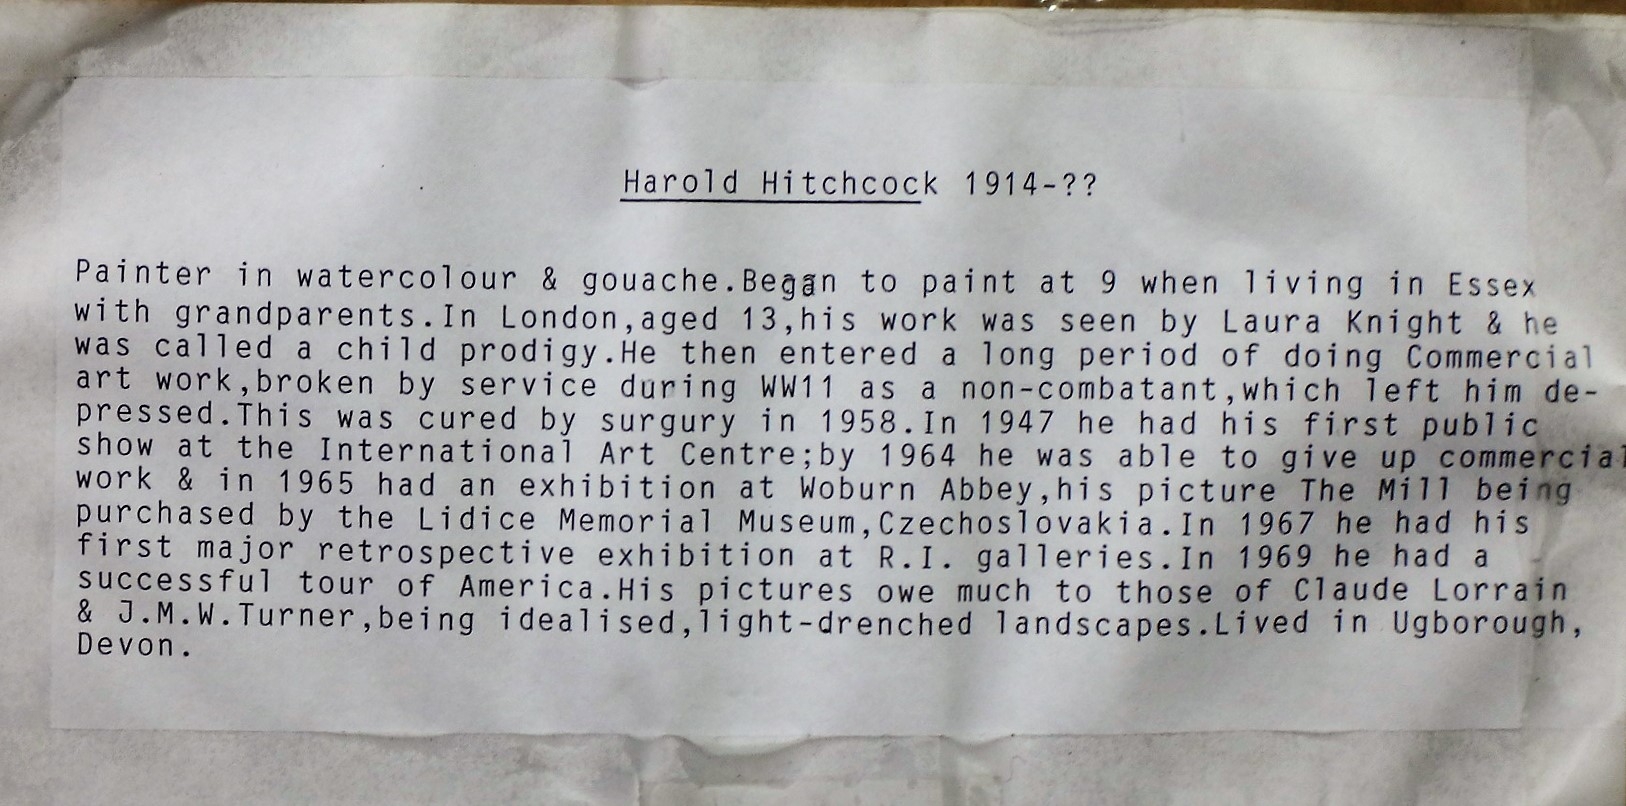 Harold Hitchcock 1914-??
Painter in watercolour & gouache.Began to paint at 9 when living in Essex
with grandparents.In London,aged 13,his work was seen by Laura Knight & he
was called a child prodigy.He then entered a long period of doing Commercial
art work,broken by service during WW11 as a non-combatant,which left him de-
pressed.This was cured by surgury in 1958.In 1947 he had his first public
show at the International Art Centre;by 1964 he was able to give up commercial
work & in 1965 had an exhibition at Woburn Abbey,his picture The Mill being
purchased by the Lidice Memorial Museum,Czechoslovakia.In 1967 he had his
first major retrospective exhibition at R.I. galleries.In 1969 he had a
successful tour of America.His pictures owe much to those of Claude Lorrain
& J.M.W.Turner,being idealised,light-drenched landscapes.Lived in Ugborough,
Devon.